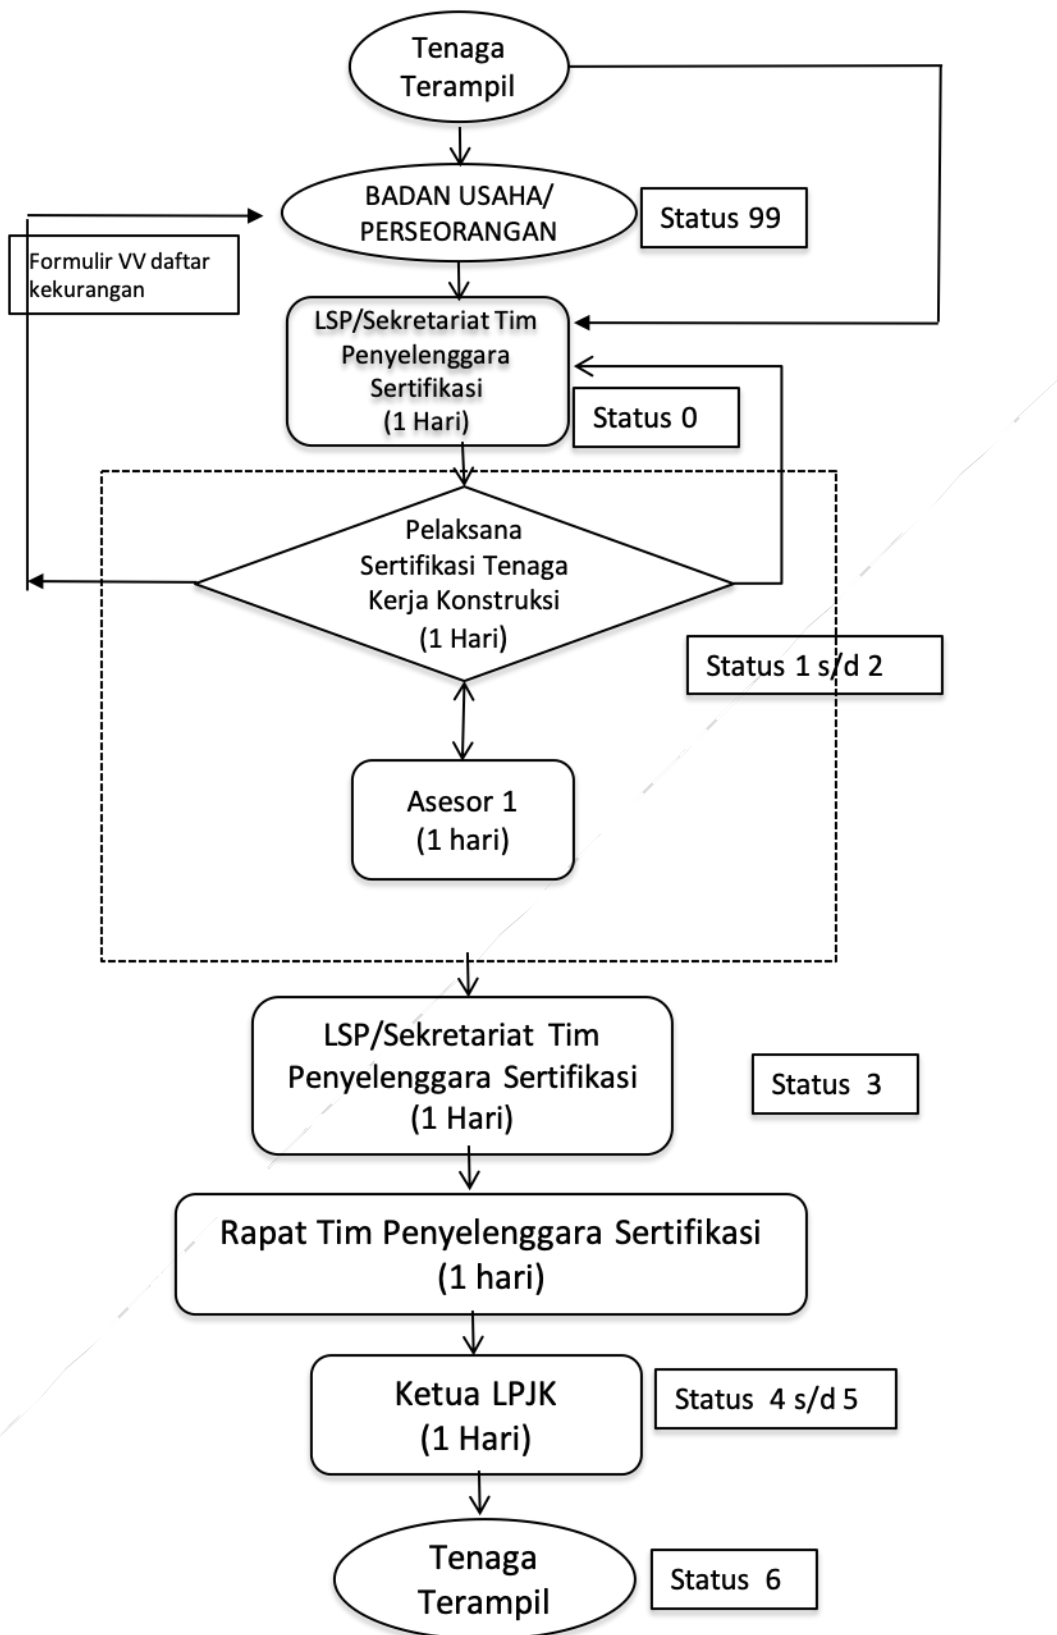 Tenaga
Terampil
BADAN USAHA/
PERSEORANGAN
Status 99
Formulir VV daftar
kekurangan
LSP/Sekretariat Tim
Penyelenggara
Sertifikasi
(1 Hari)
Status 0
Pelaksana
Sertifikasi Tenaga
Kerja Konstruksi
(1 Hari)
Status 1 s/d 2
Asesor 1
(1 hari)
LSP/Sekretariat Tim
Penyelenggara Sertifikasi
(1 Hari)
Status 3
Rapat Tim Penyelenggara Sertifikasi
(1 hari)
Ketua LPJK
(1 Hari)
Status 4 s/d 5
Tenaga
Terampil
Status 6